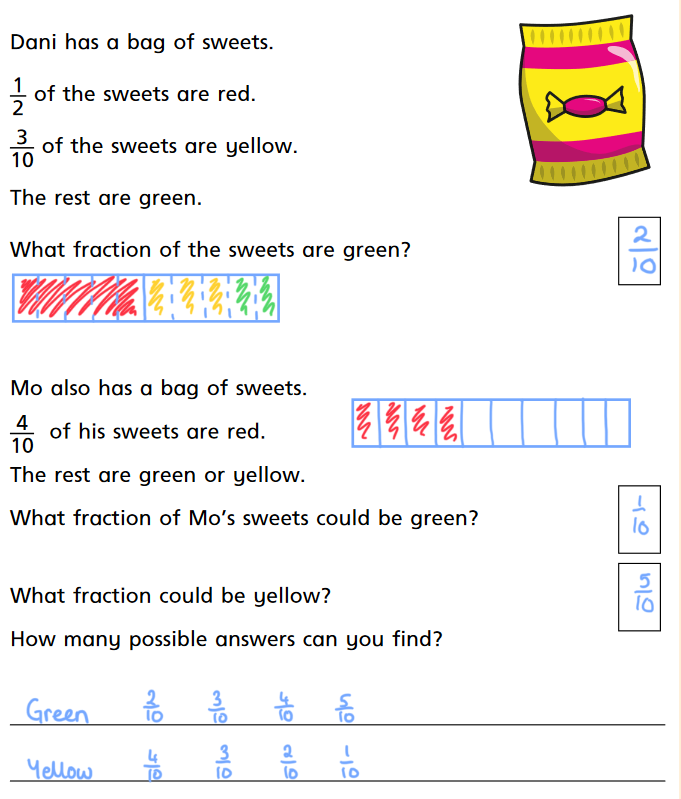 Dani has a bag of sweets.
1/2 of the sweets are red.
3/10 of the sweets are yellow.
The rest are green.
What fraction of the sweets are green?
2/10
Mo also has a bag of sweets.
4/10 of his sweets are red.
The rest are green or yellow.
What fraction of Mo's sweets could be green?
1/10
What fraction could be yellow?
5/10
How many possible answers can you find?
Green 2/10 3/10 4/10 5/10
Yellow 4/10 3/10 2/10 1/10